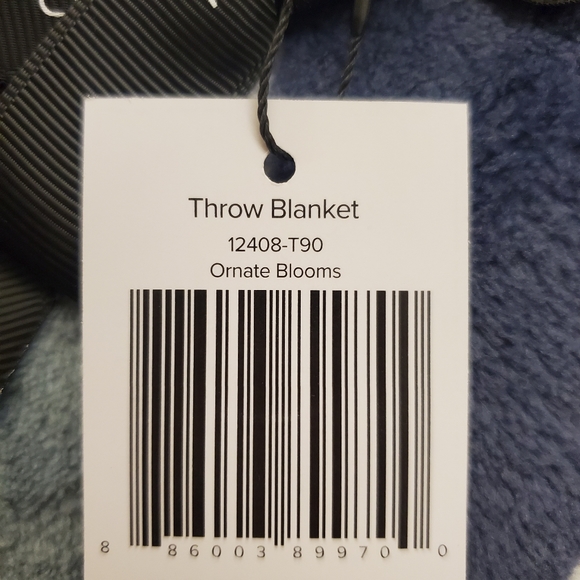 Throw Blanket
12408-T90
Ornate Blooms
8 86003 89970 0